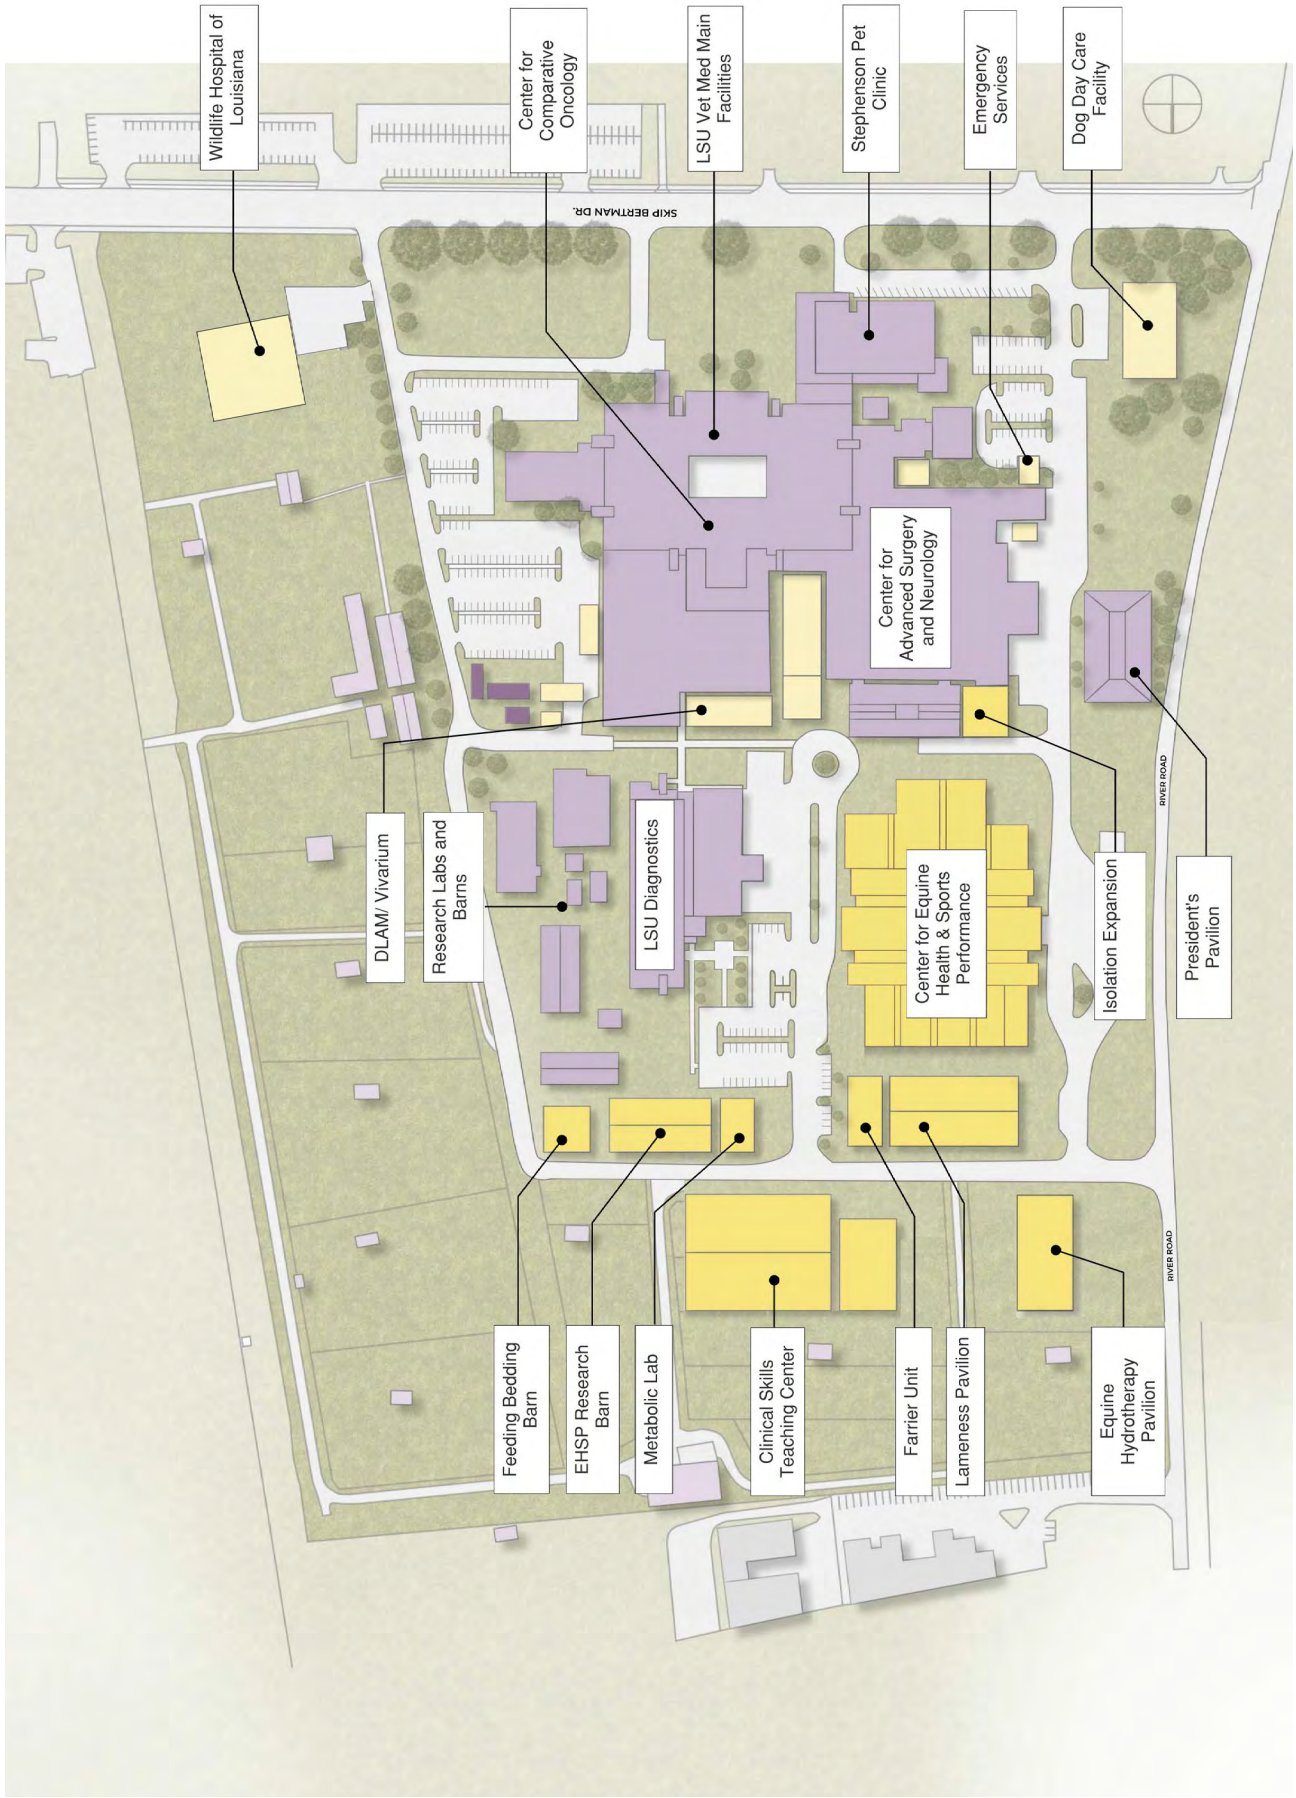 Wildlife Hospital of
Louisiana
Center for
Comparative
Oncology
LSU Vet Med Main
Facilities
Stephenson Pet
Clinic
Emergency
Services
Dog Day Care
Facility
SKIP BERTMAN DR.
Center for
Advanced Surgery
and Neurology
DLAM/ Vivarium
Research Labs and
Barns
LSU Diagnostics
Center for Equine
Health & Sports
Performance
Isolation Expansion
President's
Pavilion
RIVER ROAD
Feeding Bedding
Barn
EHSP Research
Barn
Metabolic Lab
Clinical Skills
Teaching Center
Farrier Unit
Lameness Pavilion
Equine
Hydrotherapy
Pavilion
RIVER ROAD